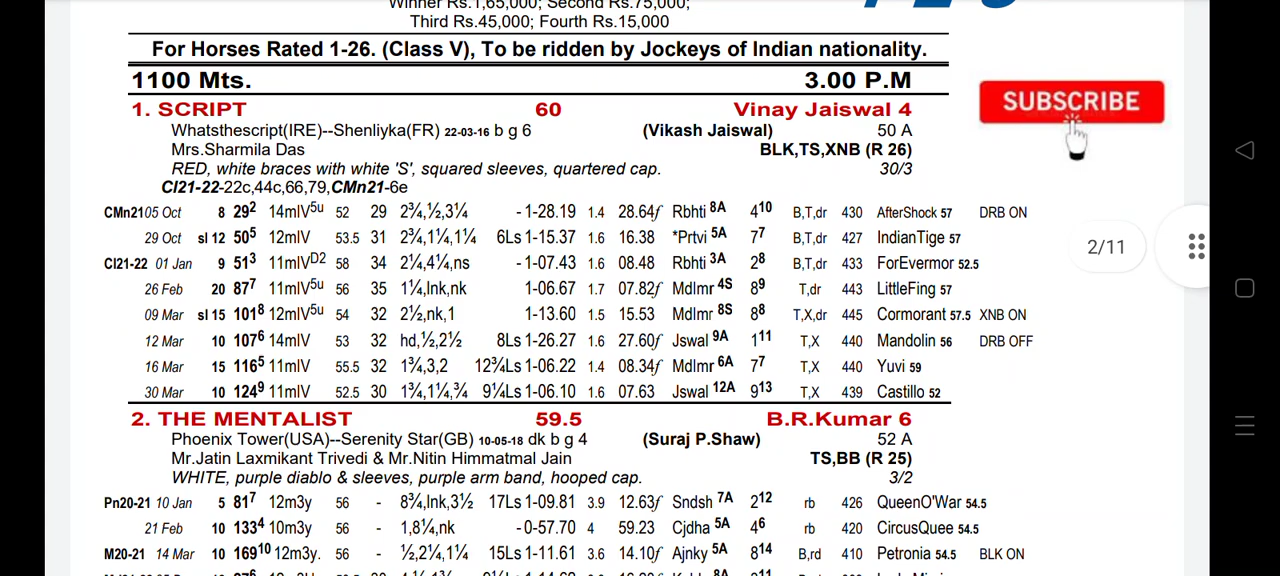 Winner Rs.1,65,000; Second Rs.75,000;
Third Rs.45,000; Fourth Rs.15,000
For Horses Rated 1-26. (Class V), To be ridden by Jockeys of Indian nationality.
1100 Mts. 3.00 P.M
SUBSCRIBE
1. SCRIPT 60 Vinay Jaiswal 4
Whatsthescript(IRE)--Shenliyka(FR) 22-03-16 b g 6 (Vikash Jaiswal) 50 A
Mrs.Sharmila Das BLK,TS,XNB (R 26)
RED, white braces with white 'S', squared sleeves, quartered cap. 30/3
Cl21-22-22c,44c,66,79,CMn21-6e
CMn21 05 Oct 8 29² 14mIV5u 52 29 2¾,½,3¼ - 1-28.19 1.4 28.64f Rbhti 8A 4¹⁰ B,T,dr 430 AfterShock 57 DRB ON
29 Oct sl 12 50⁵ 12mIV 53.5 31 2¾,1¼,1¼ 6Ls 1-15.37 1.6 16.38 *Prtvi 5A 7⁷ B,T,dr 427 IndianTige 57
2/11
Cl21-22 01 Jan 9 51³ 11mIVD2 58 34 2¼,4¼,ns - 1-07.43 1.6 08.48 Rbhti 3A 2⁸ B,T,dr 433 ForEvermor 52.5
26 Feb 20 87⁷ 11mIV5u 56 35 1¼,lnk,nk 1-06.67 1.7 07.82f Mdlmr 4S 8⁹ T,dr 443 LittleFing 57
09 Mar sl 15 101⁸ 12mIV5u 54 32 2½,nk,1 1-13.60 1.5 15.53 Mdlmr 8S 8⁸ T,X,dr 445 Cormorant 57.5 XNB ON
12 Mar 10 107⁶ 14mIV 53 32 hd,½,2½ 8Ls 1-26.27 1.6 27.60f Jswal 9A 1¹¹ T,X 440 Mandolin 56 DRB OFF
16 Mar 15 116⁵ 11mIV 55.5 32 1¾,3,2 12¾Ls 1-06.22 1.4 08.34f Mdlmr 6A 7⁷ T,X 440 Yuvi 59
30 Mar 10 124⁹ 11mIV 52.5 30 1¾,1¼,¾ 9¼Ls 1-06.10 1.6 07.63 Jswal 12A 9¹³ T,X 439 Castillo 52
2. THE MENTALIST 59.5 B.R.Kumar 6
Phoenix Tower(USA)--Serenity Star(GB) 10-05-18 dk b g 4 (Suraj P.Shaw) 52 A
Mr.Jatin Laxmikant Trivedi & Mr.Nitin Himmatmal Jain TS,BB (R 25)
WHITE, purple diablo & sleeves, purple arm band, hooped cap. 3/2
Pn20-21 10 Jan 5 81⁷ 12m3y 56 - 8¾,lnk,3½ 17Ls 1-09.81 3.9 12.63f Sndsh 7A 2¹² rb 426 QueenO'War 54.5
21 Feb 10 133⁴ 10m3y 56 - 1,8¼,nk - 0-57.70 4 59.23 Cjdha 5A 4⁶ rb 420 CircusQuee 54.5
M20-21 14 Mar 10 169¹⁰ 12m3y. 56 - ½,2¼,1¼ 15Ls 1-11.61 3.6 14.10f Ajnky 5A 8¹⁴ B,rd 410 Petronia 54.5 BLK ON